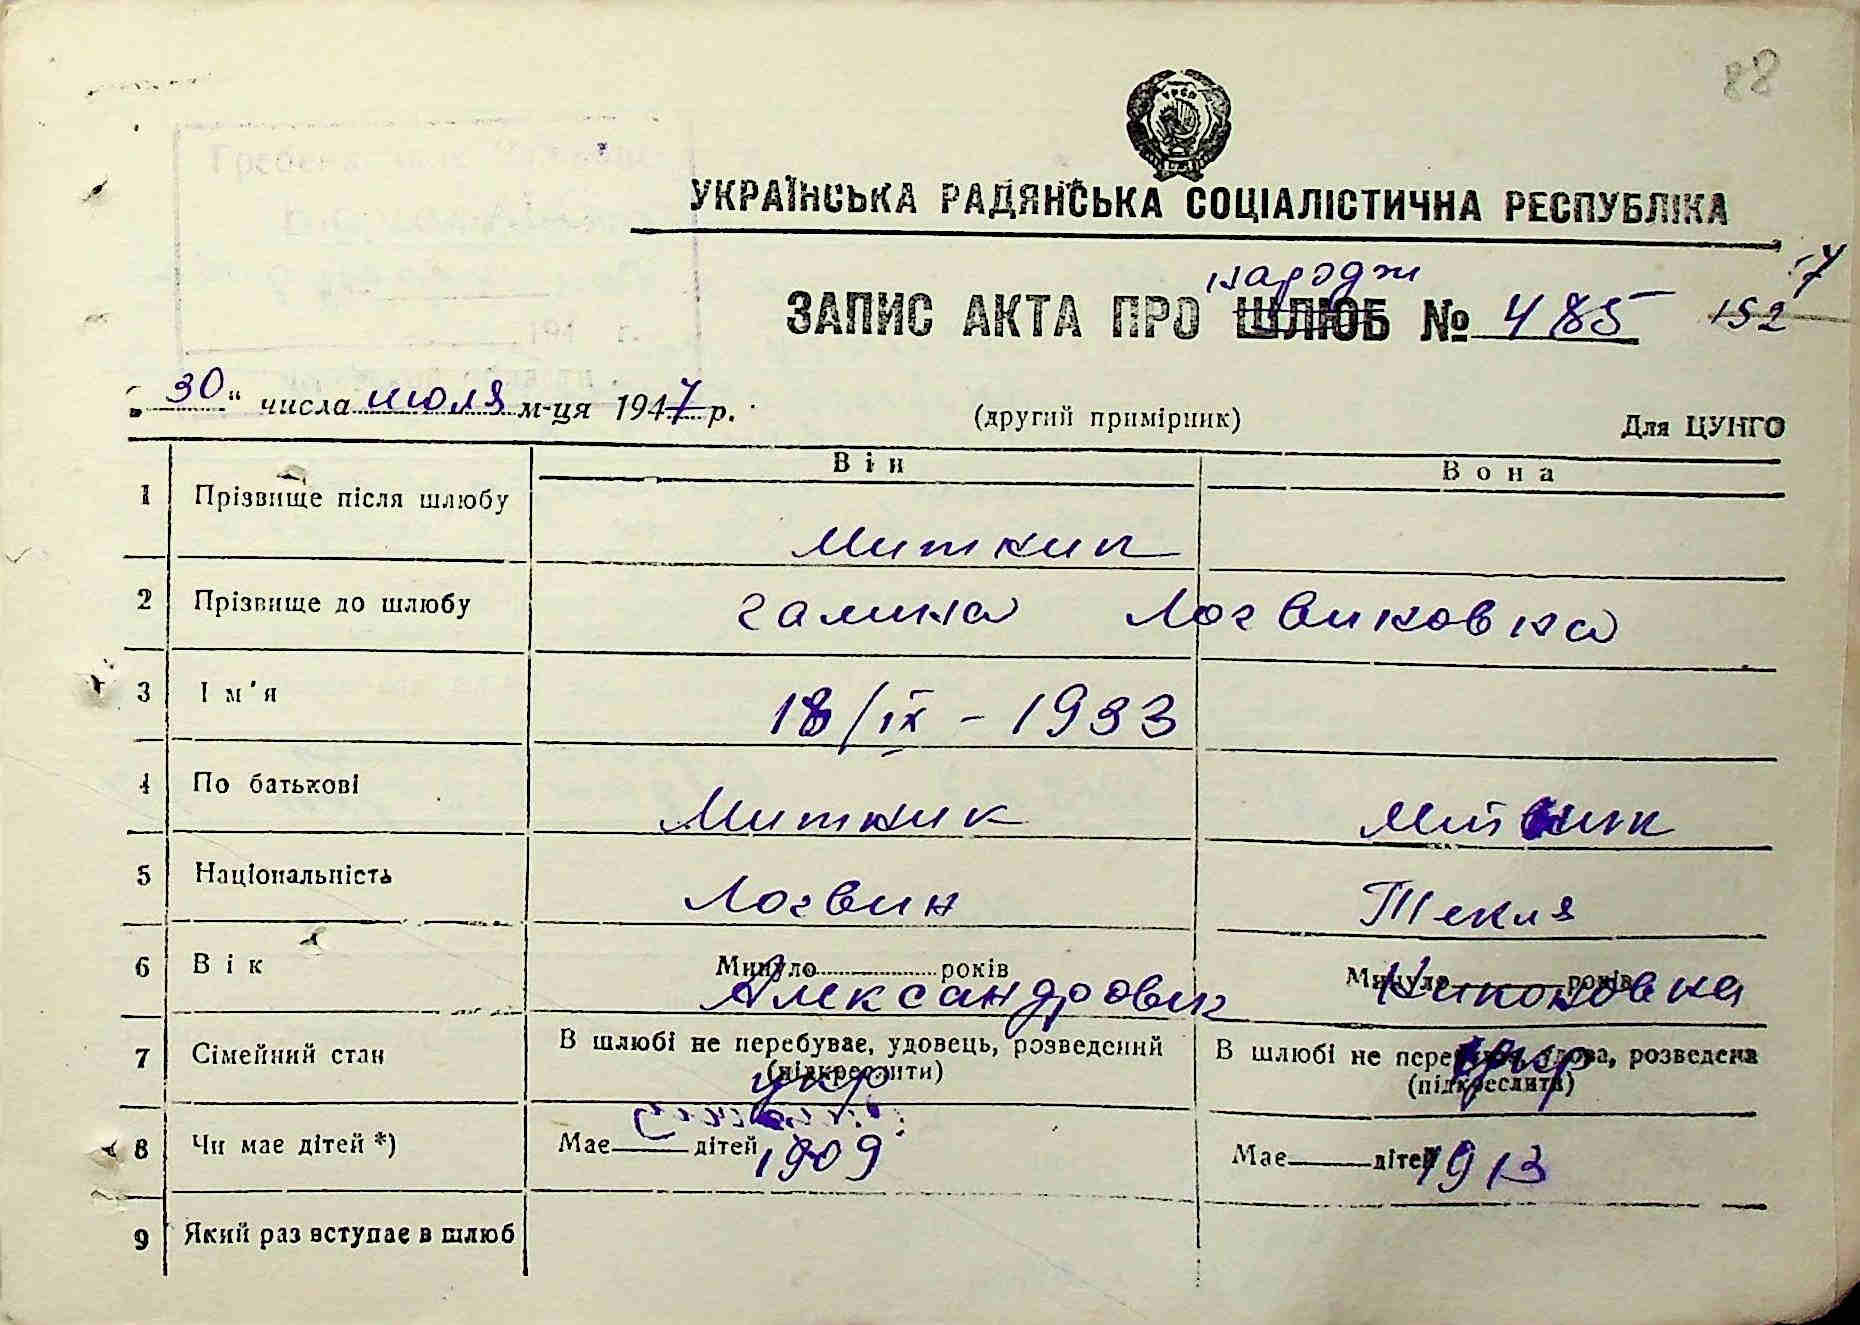 88
УРСР
УКРАЇНСЬКА РАДЯНСЬКА СОЦІАЛІСТИЧНА РЕСПУБЛІКА
народж
ЗАПИС АКТА ПРО ШЛЮБ № 485 152
„30" числа июля м-ця 1947 р. (другий примірник) Для ЦУНГО
Він Вона
1 Прізвище після шлюбу
Миткип
2 Прізвище до шлюбу галина Логвиковка
3 Ім'я 18/IX - 1933
4 По батькові Митник Митник
5 Національність Логвин Текля
6 Вік Минуло років Минуло років
Александрович Никоновна
7 Сімейний стан В шлюбі не перебуває, удовець, розведений В шлюбі не перебуває, удова, розведена
(підкреслити) (підкреслити)
укр укр
8 Чи має дітей *) Має дітей 1909 Має дітей 1913
9 Який раз вступає в шлюб